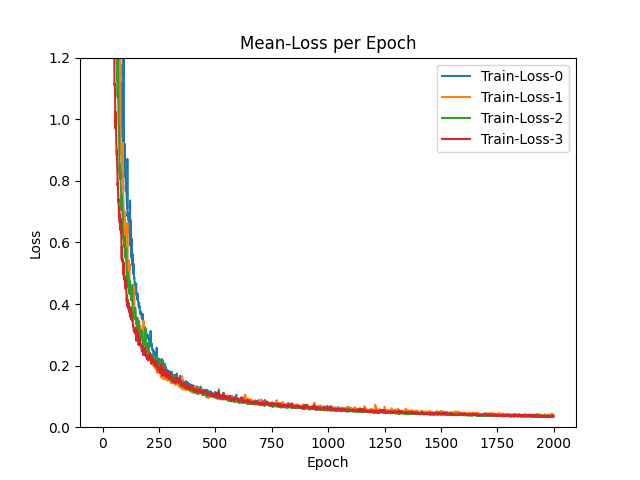 Mean-Loss per Epoch
1.2
1.0
0.8
0.6
0.4
0.2
0.0
Loss
Train-Loss-0
Train-Loss-1
Train-Loss-2
Train-Loss-3
0 250 500 750 1000 1250 1500 1750 2000
Epoch